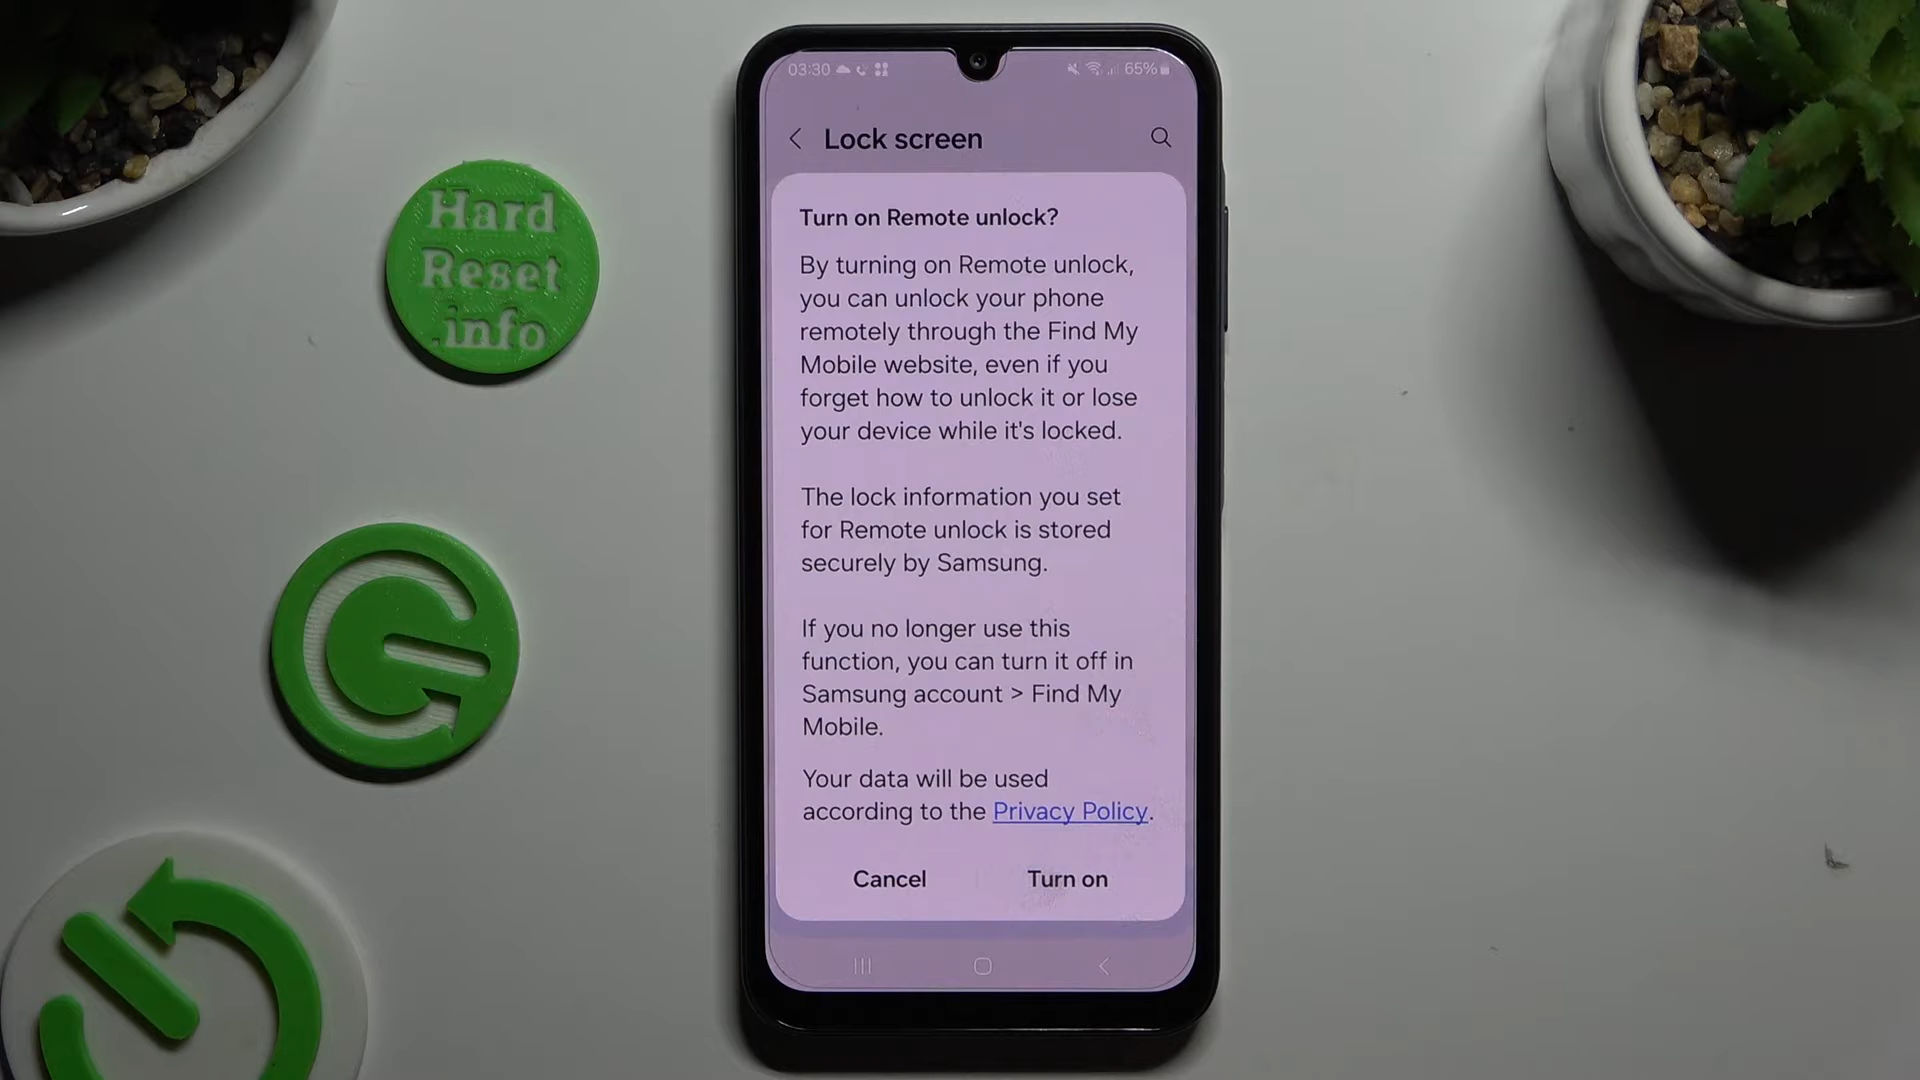 03:30
65%
Lock screen
Turn on Remote unlock?
By turning on Remote unlock,
you can unlock your phone
remotely through the Find My
Mobile website, even if you
forget how to unlock it or lose
your device while it's locked.
The lock information you set
for Remote unlock is stored
securely by Samsung.
If you no longer use this
function, you can turn it off in
Samsung account > Find My
Mobile.
Your data will be used
according to the Privacy Policy.
Cancel
Turn on
Hard
Reset
.info